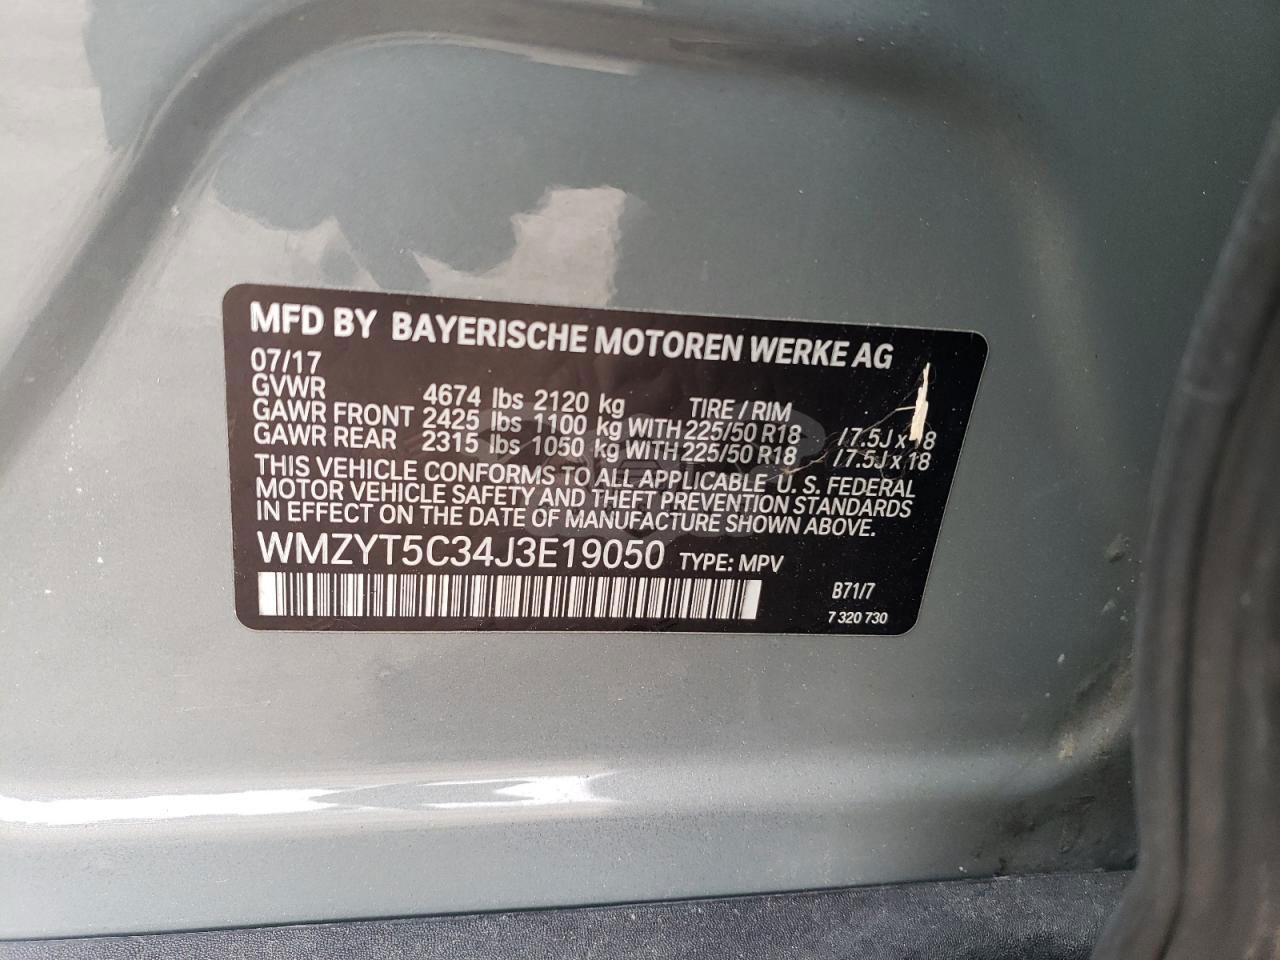 MFD BY BAYERISCHE MOTOREN WERKE AG
07/17
GVWR 4674 lbs 2120 kg TIRE / RIM
GAWR FRONT 2425 lbs 1100 kg WITH 225/50 R18 / 7.5J x 18
GAWR REAR 2315 lbs 1050 kg WITH 225/50 R18 / 7.5J x 18
THIS VEHICLE CONFORMS TO ALL APPLICABLE U. S. FEDERAL
MOTOR VEHICLE SAFETY AND THEFT PREVENTION STANDARDS
IN EFFECT ON THE DATE OF MANUFACTURE SHOWN ABOVE.
WMZYT5C34J3E19050 TYPE: MPV
B71/7
7 320 730